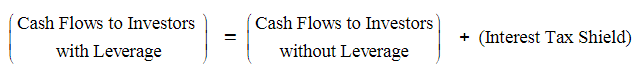 Cash Flows to Investors with Leverage = Cash Flows to Investors without Leverage + (Interest Tax Shield)